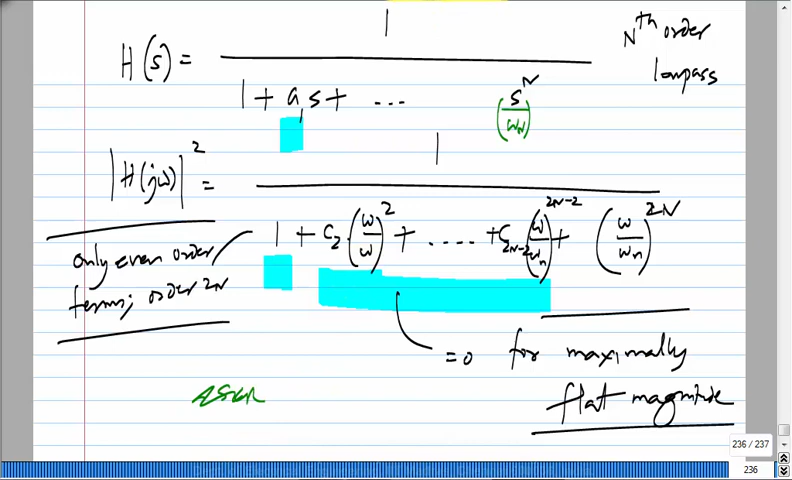 H(s) = 1 / (1 + a₁s + ... (s/ωₙ)^N)
Nth order
lowpass
|H(jω)|² = 1 / (1 + c₂(ω/ω)² + .... + c₂N-2(ω/ωₙ)^2N-2 + (ω/ωₙ)^2N)
only even order
terms; order 2N
=0 for maximally
flat magnitude
236 / 237
236